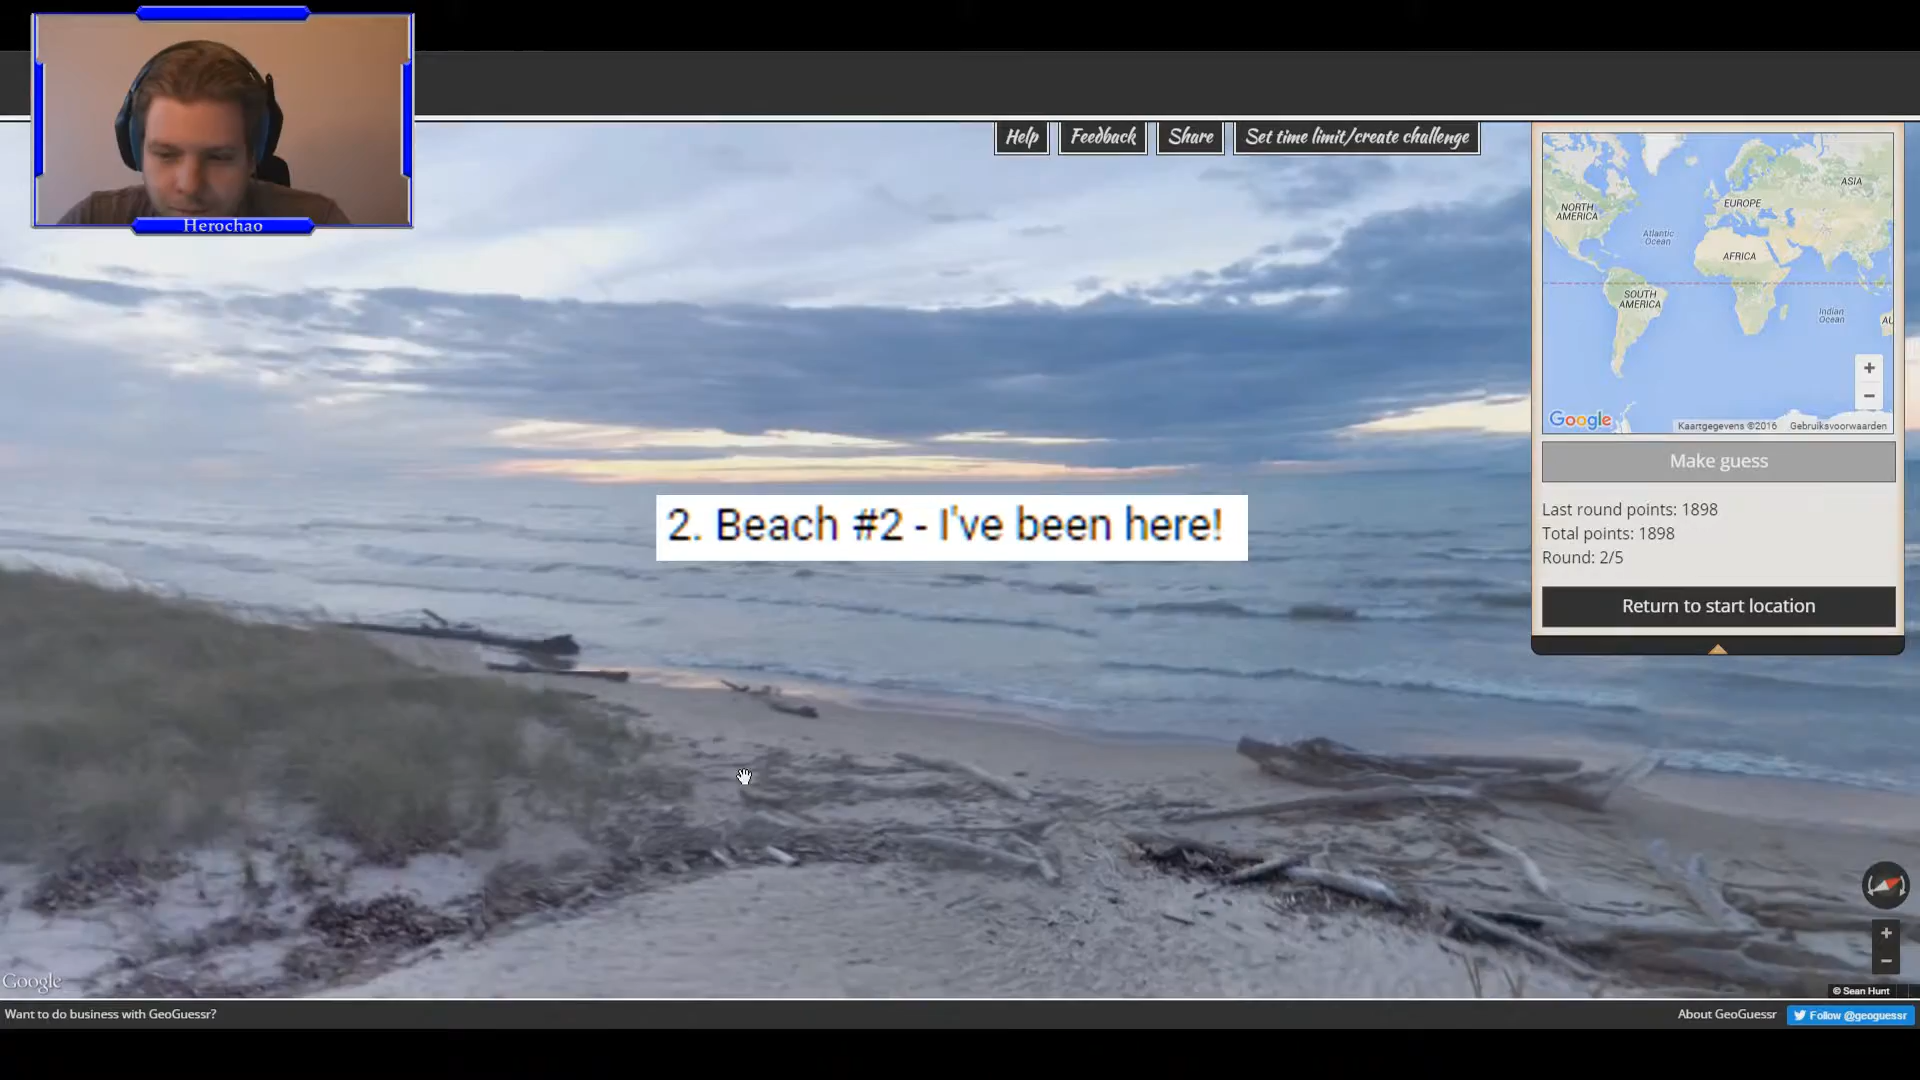 Herochao
Help
Feedback
Share
Set time limit/create challenge
NORTH
AMERICA
Atlantic
Ocean
EUROPE
ASIA
AFRICA
SOUTH
AMERICA
Indian
Ocean
AU
+
−
Google
Kaartgegevens ©2016
Gebruiksvoorwaarden
Make guess
Last round points: 1898
Total points: 1898
Round: 2/5
Return to start location
2. Beach #2 - I've been here!
+
−
Google
© Sean Hunt
Want to do business with GeoGuessr?
About GeoGuessr
Follow @geoguessr